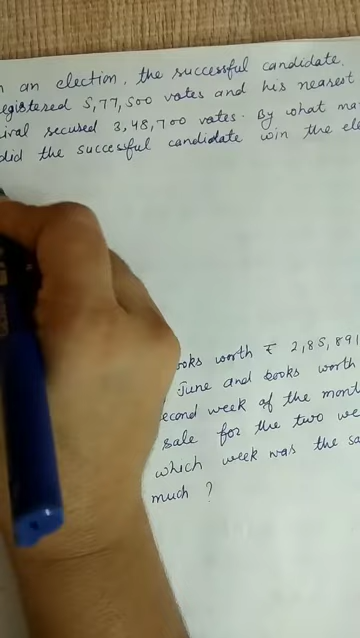 n an election, the successful candidate
egistered 5,77,500 votes and his nearest
ival secured 3,48,700 votes. By what ma
did the successful candidate win the ele
ooks worth ₹ 2,85,891
June and books worth
econd week of the mont
sale for the two we
which week was the sa
much ?